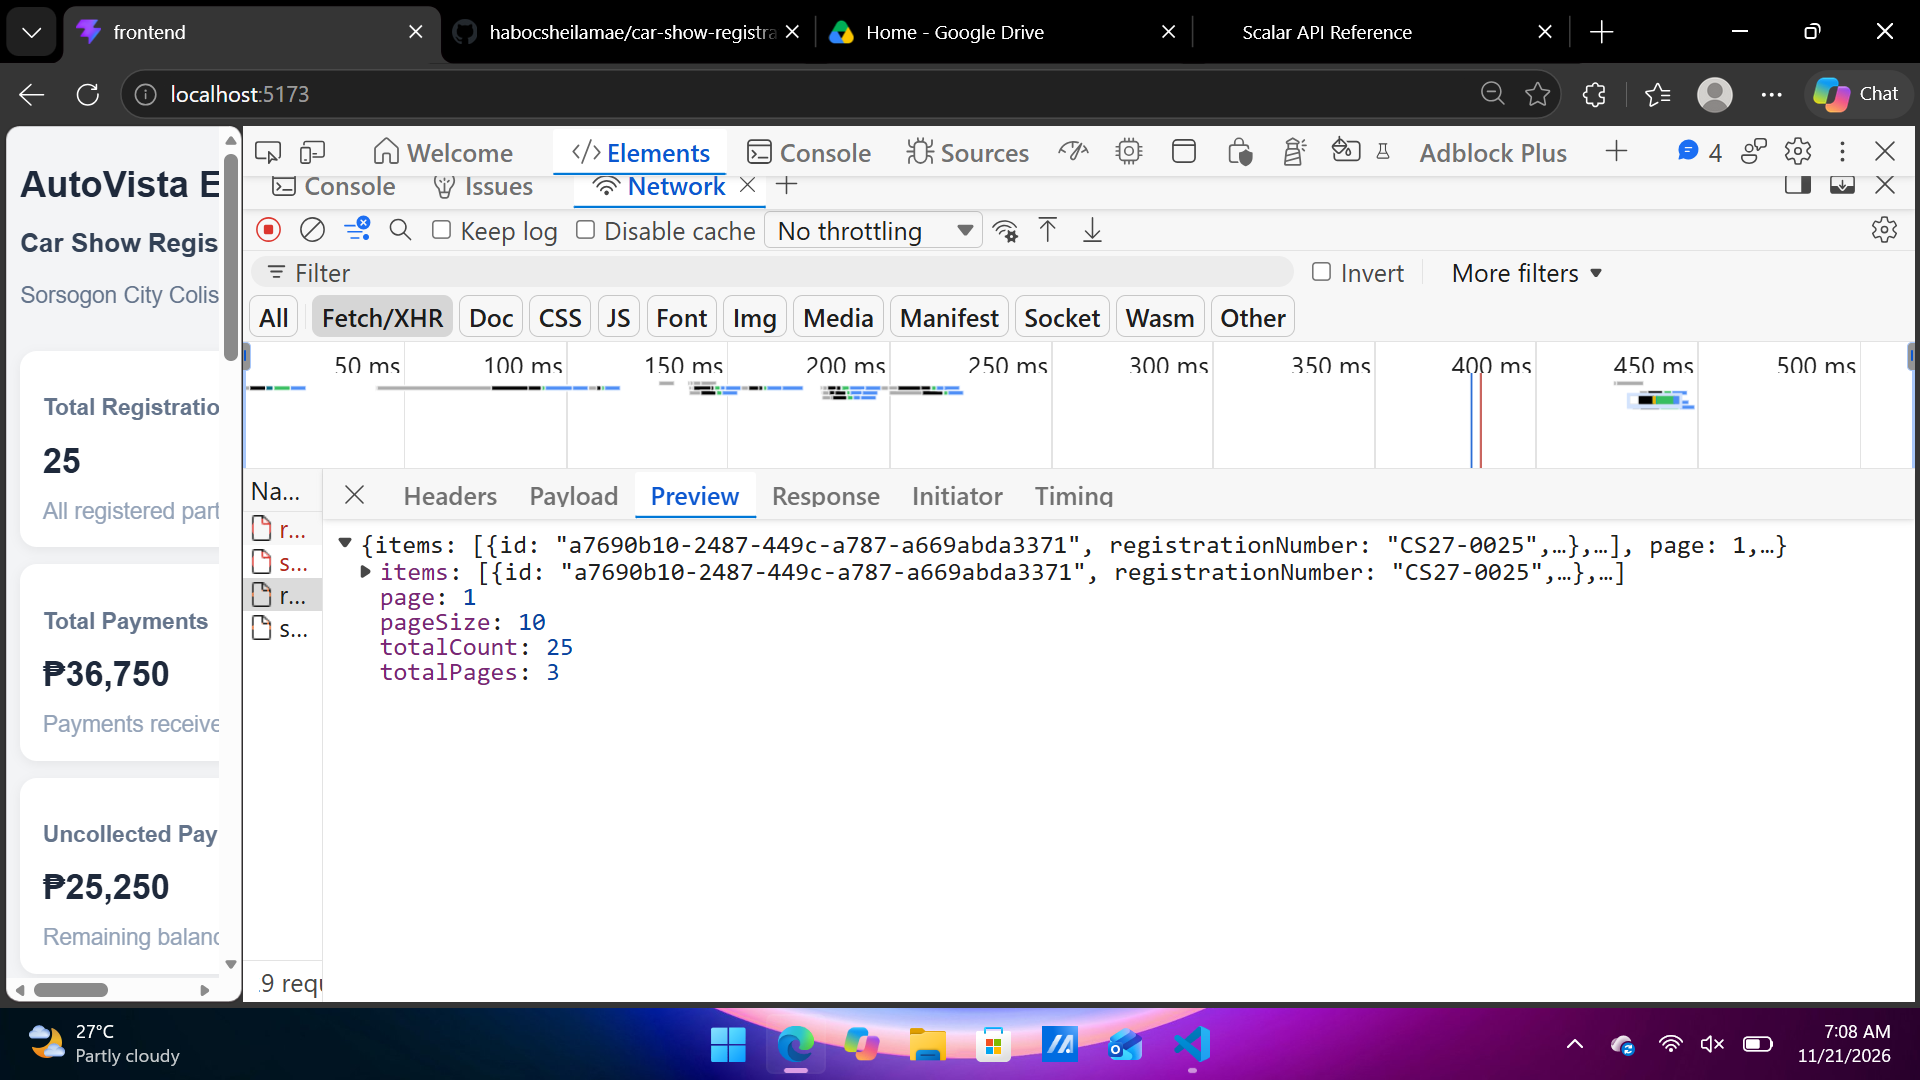 frontend
habocsheilamae/car-show-registra
Home - Google Drive
Scalar API Reference
localhost:5173
Chat
AutoVista E
Car Show Regis
Sorsogon City Colis
Total Registratio
25
All registered part
Total Payments
₱36,750
Payments receive
Uncollected Pay
₱25,250
Remaining balanc
Welcome
Elements
Console
Sources
Adblock Plus
4
Console
Issues
Network
Keep log
Disable cache
No throttling
Filter
Invert
More filters
All
Fetch/XHR
Doc
CSS
JS
Font
Img
Media
Manifest
Socket
Wasm
Other
50 ms
100 ms
150 ms
200 ms
250 ms
300 ms
350 ms
400 ms
450 ms
500 ms
Na...
r...
s...
r...
s...
Headers
Payload
Preview
Response
Initiator
Timing
{items: [{id: "a7690b10-2487-449c-a787-a669abda3371", registrationNumber: "CS27-0025",…},…], page: 1,…}
items: [{id: "a7690b10-2487-449c-a787-a669abda3371", registrationNumber: "CS27-0025",…},…]
page: 1
pageSize: 10
totalCount: 25
totalPages: 3
9 requ
27°C
Partly cloudy
7:08 AM
11/21/2026